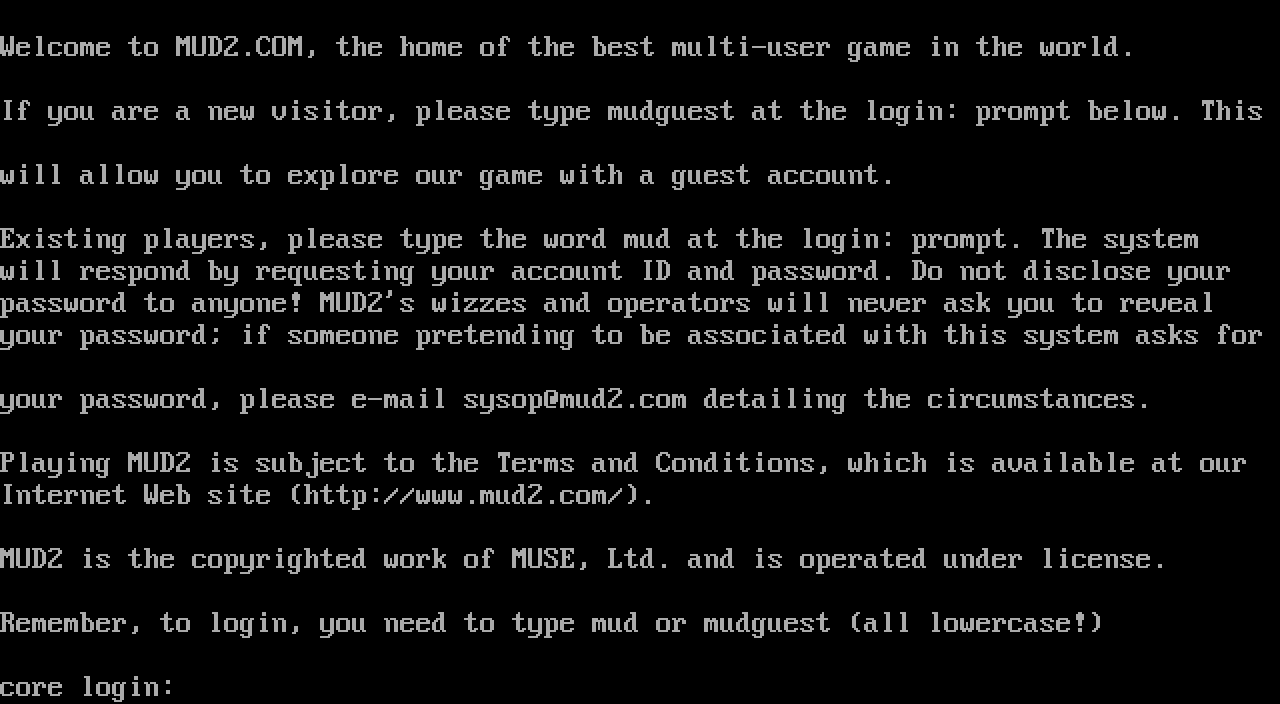 Welcome to MUD2.COM, the home of the best multi-user game in the world.
If you are a new visitor, please type mudguest at the login: prompt below. This
will allow you to explore our game with a guest account.
Existing players, please type the word mud at the login: prompt. The system
will respond by requesting your account ID and password. Do not disclose your
password to anyone! MUD2's wizzes and operators will never ask you to reveal
your password; if someone pretending to be associated with this system asks for
your password, please e-mail sysop@mud2.com detailing the circumstances.
Playing MUD2 is subject to the Terms and Conditions, which is available at our
Internet Web site (http://www.mud2.com/).
MUD2 is the copyrighted work of MUSE, Ltd. and is operated under license.
Remember, to login, you need to type mud or mudguest (all lowercase!)
core login: